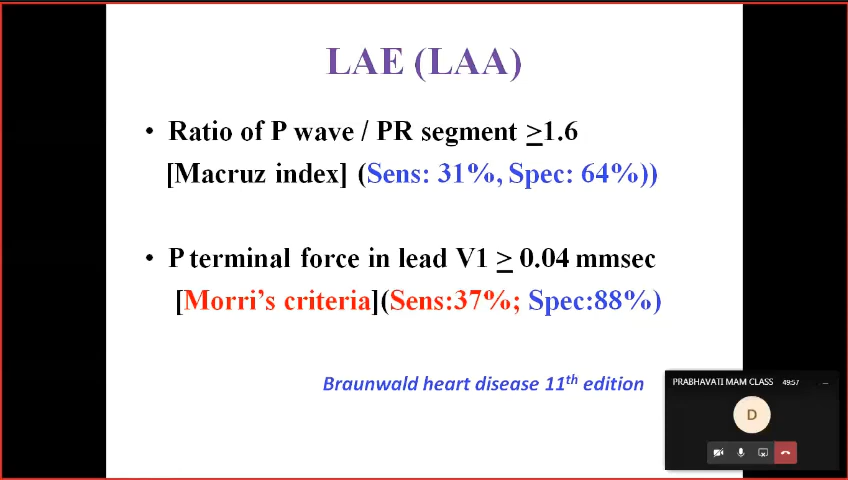 LAE (LAA)
• Ratio of P wave / PR segment ≥1.6
[Macruz index] (Sens: 31%, Spec: 64%))
• P terminal force in lead V1 ≥ 0.04 mmsec
[Morri's criteria](Sens:37%; Spec:88%)
Braunwald heart disease 11th edition
PRABHAVATI MAM CLASS 49:57
D